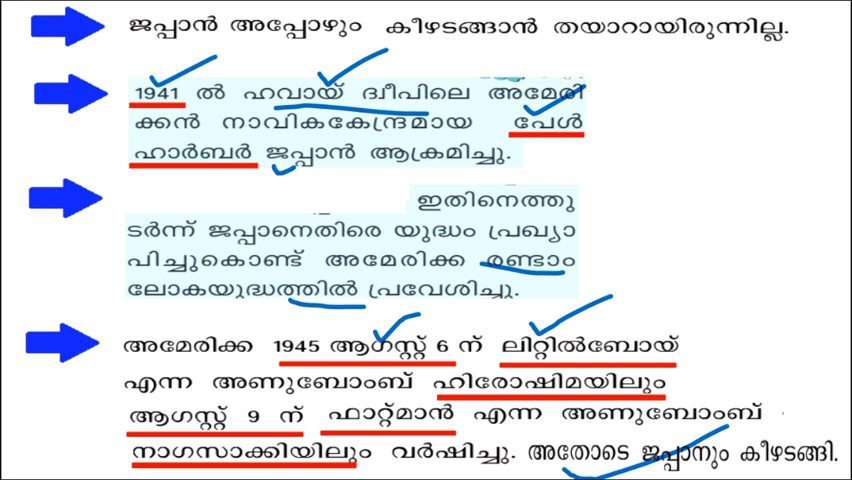 ജപ്പാൻ അപ്പോഴും കീഴടങ്ങാൻ തയാറായിരുന്നില്ല.
1941 ൽ ഹവായ് ദ്വീപിലെ അമേരി
ക്കൻ നാവികകേന്ദ്രമായ പേൾ
ഹാർബർ ജപ്പാൻ ആക്രമിച്ചു.
ഇതിനെത്തു
ടർന്ന് ജപ്പാനെതിരെ യുദ്ധം പ്രഖ്യാ
പിച്ചുകൊണ്ട് അമേരിക്ക രണ്ടാം
ലോകയുദ്ധത്തിൽ പ്രവേശിച്ചു.
അമേരിക്ക 1945 ആഗസ്റ്റ് 6 ന് ലിറ്റിൽബോയ്
എന്ന അണുബോംബ് ഹിരോഷിമയിലും
ആഗസ്റ്റ് 9 ന് ഫാറ്റ്മാൻ എന്ന അണുബോംബ്
നാഗസാക്കിയിലും വർഷിച്ചു. അതോടെ ജപ്പാനും കീഴടങ്ങി.